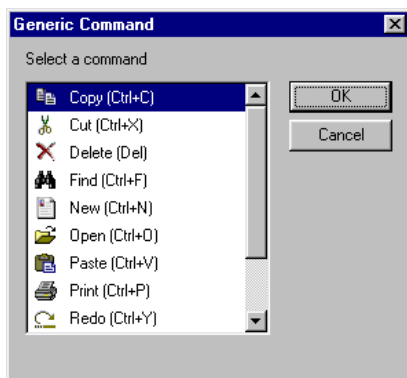 Generic Command
Select a command
Copy (Ctrl+C)
Cut (Ctrl+X)
Delete (Del)
Find (Ctrl+F)
New (Ctrl+N)
Open (Ctrl+O)
Paste (Ctrl+V)
Print (Ctrl+P)
Redo (Ctrl+Y)
OK
Cancel